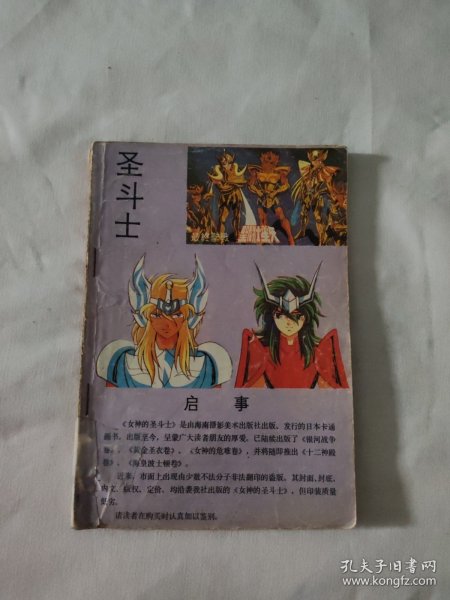 圣斗士
启事
《女神的圣斗士》是由海南摄影美术出版社出版、发行的日本卡通
画书，出版至今，呈蒙广大读者朋友的厚爱。已陆续出版了《银河战争
卷》、《黄金圣衣卷》、《女神的危难卷》，并将随即推出《十二神殿
卷》、《海皇波士顿卷》。
近来，市面上出现由少数不法分子非法翻印的盗版，其封面、封底、
内文、版权、定价、均沿袭我社出版的《女神的圣斗士》，但印装质量
低劣。
请读者在购买时认真加以鉴别。
孔夫子旧书网
www.kongfz.com